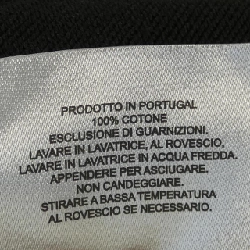 PRODOTTO IN PORTUGAL
100% COTONE
ESCLUSIONE DI GUARNIZIONI.
LAVARE IN LAVATRICE, AL ROVESCIO.
LAVARE IN LAVATRICE IN ACQUA FREDDA.
APPENDERE PER ASCIUGARE.
NON CANDEGGIARE.
STIRARE A BASSA TEMPERATURA
AL ROVESCIO SE NECESSARIO.